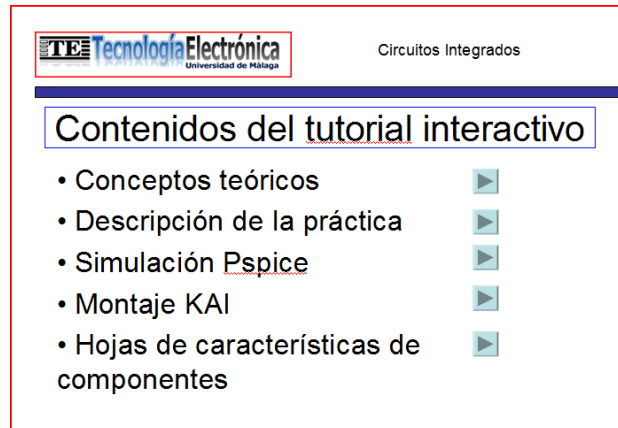 TE Tecnología Electrónica
Universidad de Málaga
Circuitos Integrados
Contenidos del tutorial interactivo
• Conceptos teóricos
• Descripción de la práctica
• Simulación Pspice
• Montaje KAI
• Hojas de características de
componentes